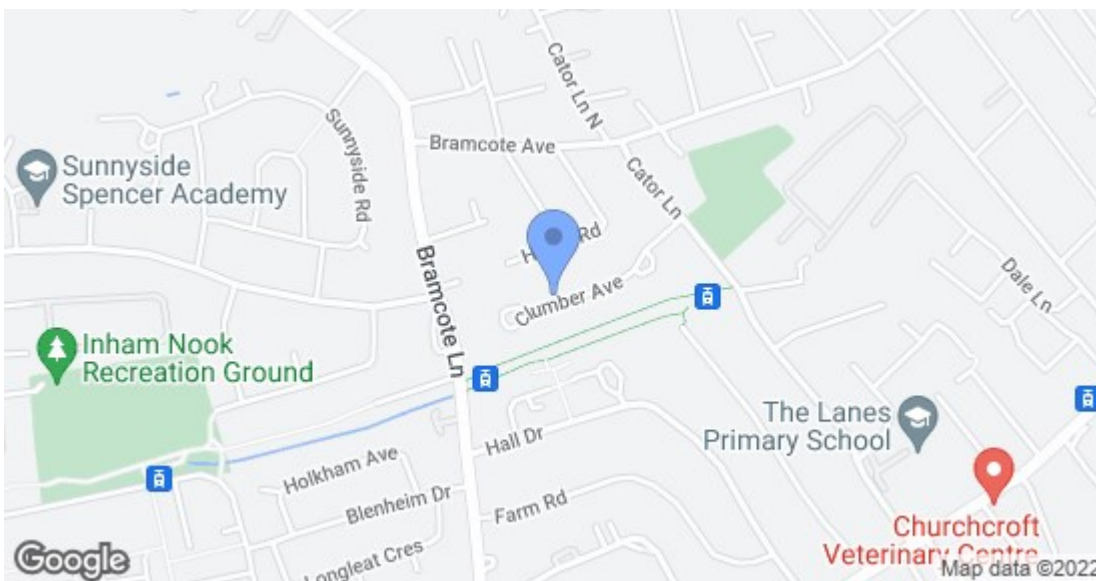 Cator Ln N
Bramcote Ave
Sunnyside
Spencer Academy
Sunnyside Rd
Cator Ln
Rd
Clumber Ave
Bramcote Ln
Dale Ln
Inham Nook
Recreation Ground
The Lanes
Primary School
Hall Dr
Holkham Ave
Blenheim Dr
Farm Rd
Longleat Cres
Churchcroft
Veterinary Centre
Google
Map data ©2022